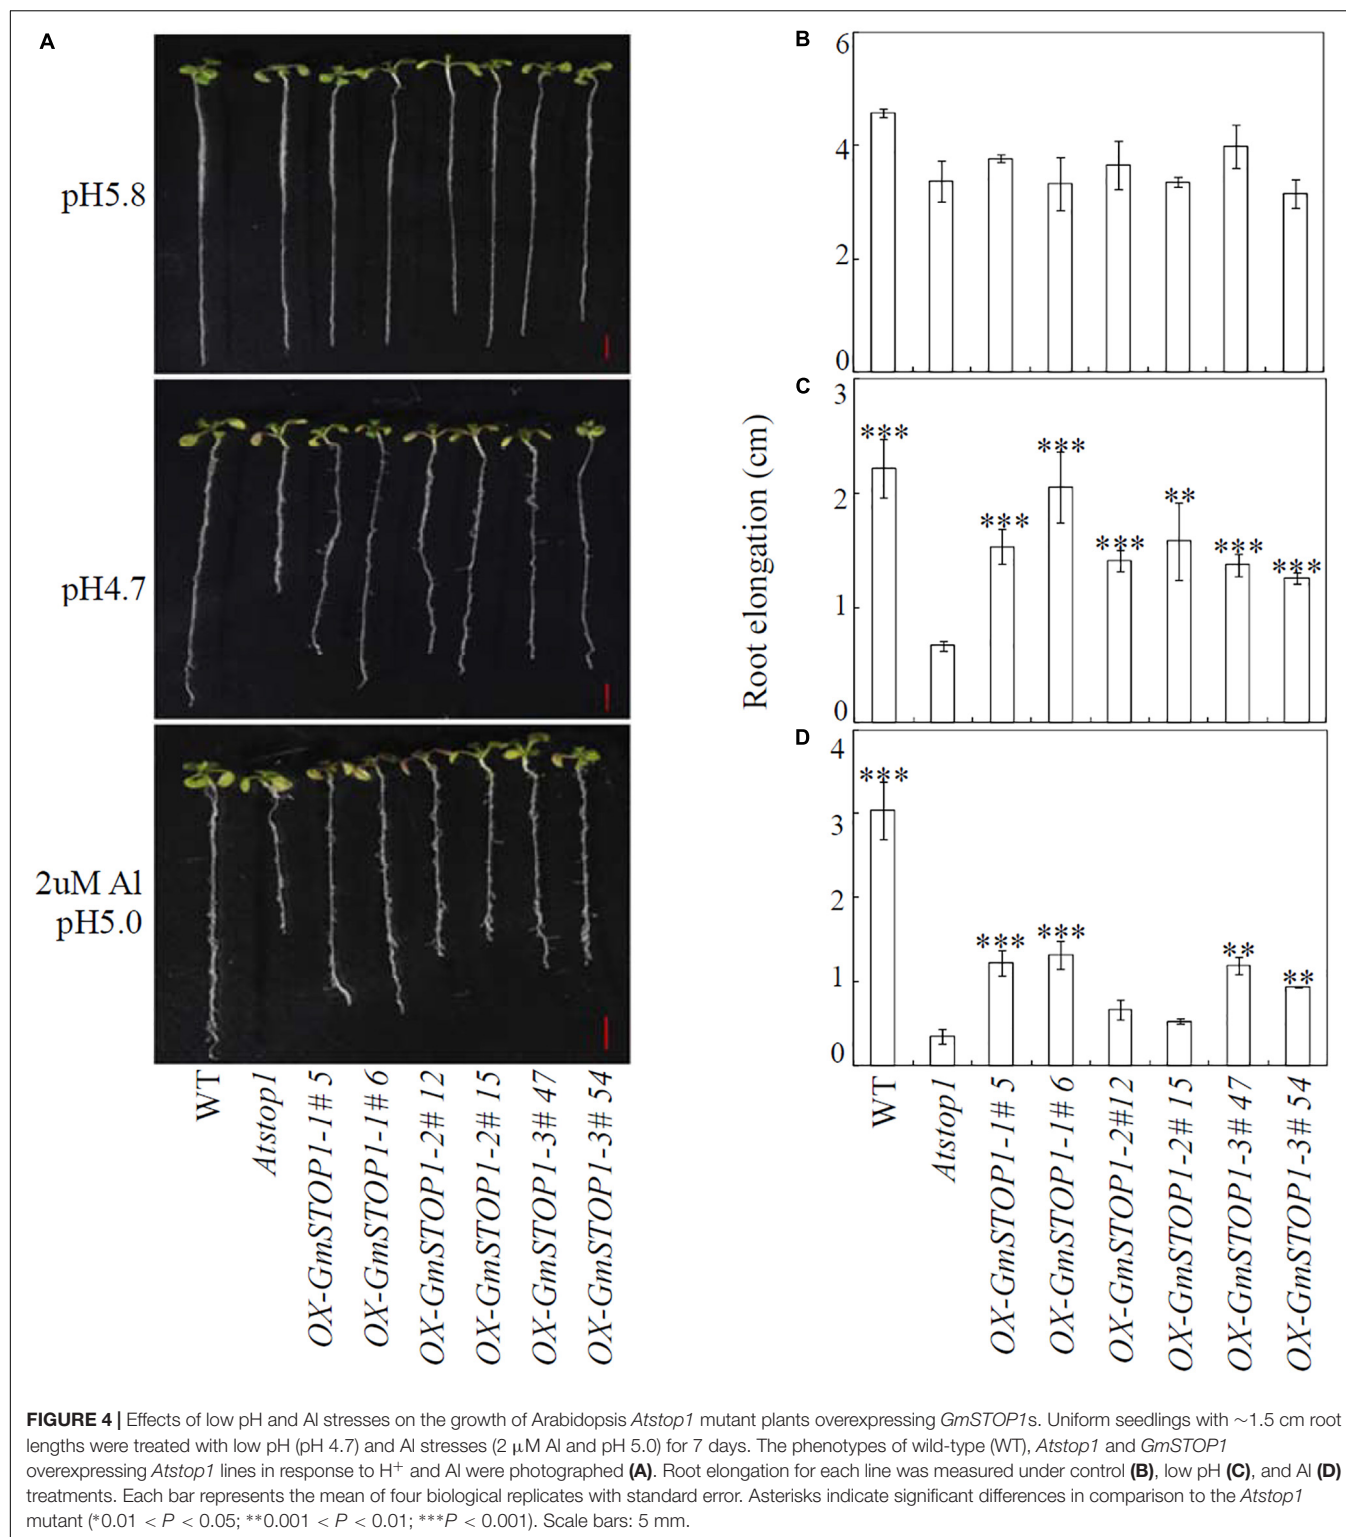 A
pH5.8
pH4.7
2uM Al
pH5.0
WT
Atstop1
OX-GmSTOP1-1# 5
OX-GmSTOP1-1# 6
OX-GmSTOP1-2# 12
OX-GmSTOP1-2# 15
OX-GmSTOP1-3# 47
OX-GmSTOP1-3# 54
Root elongation (cm)
B
6
4
2
0
C
3
2
1
0
***
***
***
***
**
***
***
D
4
3
2
1
0
***
***
***
**
**
WT
Atstop1
OX-GmSTOP1-1# 5
OX-GmSTOP1-1# 6
OX-GmSTOP1-2#12
OX-GmSTOP1-2# 15
OX-GmSTOP1-3# 47
OX-GmSTOP1-3# 54
FIGURE 4 | Effects of low pH and Al stresses on the growth of Arabidopsis Atstop1 mutant plants overexpressing GmSTOP1s. Uniform seedlings with ∼1.5 cm root
lengths were treated with low pH (pH 4.7) and Al stresses (2 μM Al and pH 5.0) for 7 days. The phenotypes of wild-type (WT), Atstop1 and GmSTOP1
overexpressing Atstop1 lines in response to H⁺ and Al were photographed (A). Root elongation for each line was measured under control (B), low pH (C), and Al (D)
treatments. Each bar represents the mean of four biological replicates with standard error. Asterisks indicate significant differences in comparison to the Atstop1
mutant (*0.01 < P < 0.05; **0.001 < P < 0.01; ***P < 0.001). Scale bars: 5 mm.